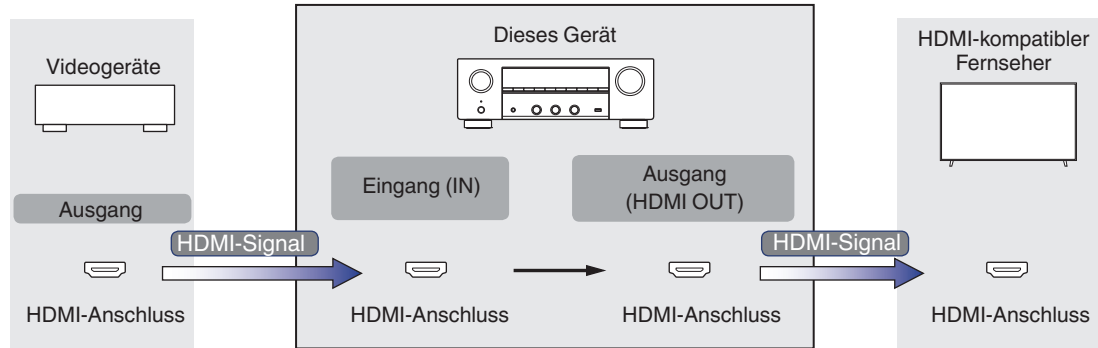 Videogeräte
Ausgang
HDMI-Anschluss
HDMI-Signal
Dieses Gerät
Eingang (IN)
HDMI-Anschluss
Ausgang
(HDMI OUT)
HDMI-Anschluss
HDMI-Signal
HDMI-kompatibler
Fernseher
HDMI-Anschluss